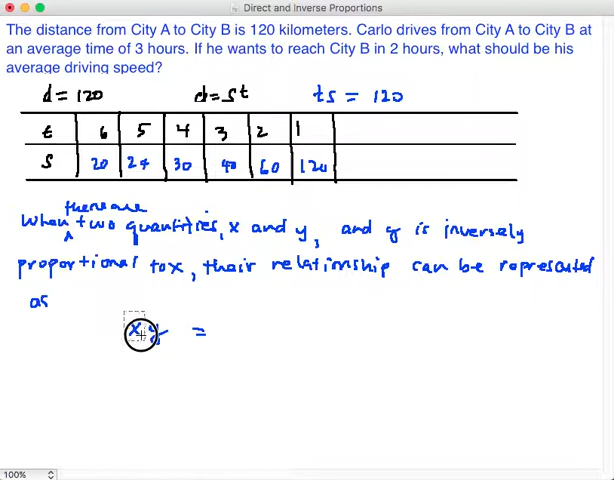 Direct and Inverse Proportions
The distance from City A to City B is 120 kilometers. Carlo drives from City A to City B at
an average time of 3 hours. If he wants to reach City B in 2 hours, what should be his
average driving speed?
d = 120 d = st ts = 120
t 6 5 4 3 2 1
S 20 24 30 40 60 120
there are
When ^ two quantities, x and y, and y is inversely
proportional to x, their relationship can be represented
as
xy =
100%